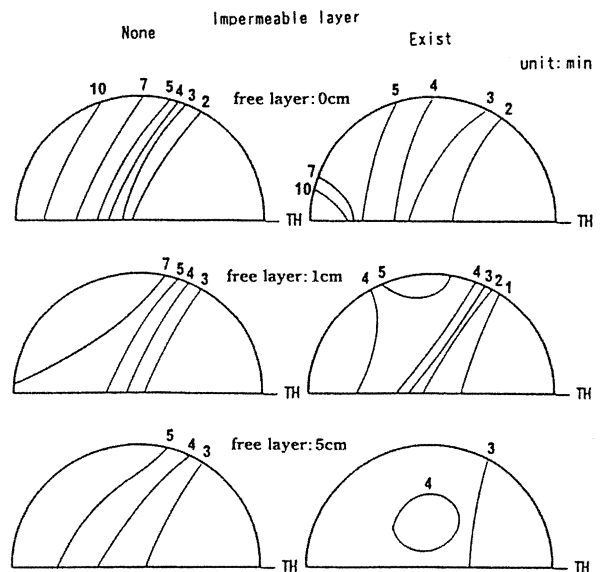 Impermeable layer
None
Exist
unit: min
10 7 5 4 3 2
free layer: 0cm
5 4 3 2
7
10
TH
TH
7 5 4 3
free layer: 1cm
4 5 4 3 2 1
TH
TH
5 4 3
free layer: 5cm
3
4
TH
TH